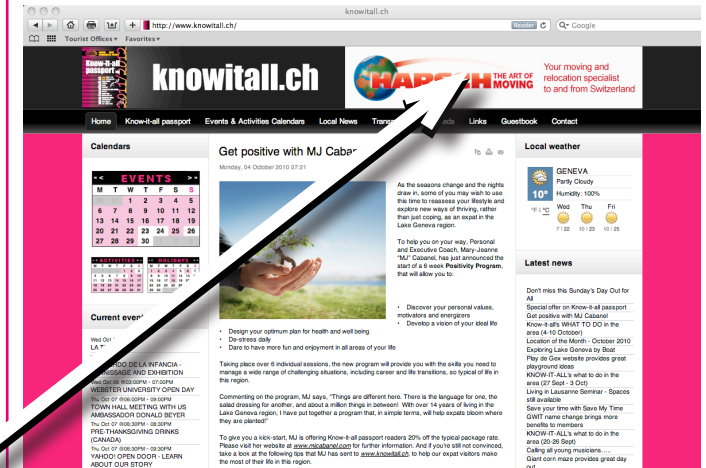 knowitall.ch
http://www.knowitall.ch/
Reader
Google
Tourist Offices
Favorites
Know-it-all
passport
knowitall.ch
HARSCH THE ART OF
MOVING
Your moving and
relocation specialist
to and from Switzerland
Home Know-it-all passport Events & Activities Calendars Local News Links Guestbook Contact
Calendars
EVENTS
M T W T F S S
1 2 3 4 5
6 7 8 9 10 11 12
13 14 15 16 17 18 19
20 21 22 23 24 25 26
27 28 29 30
ACTIVITIES
HOLIDAYS
Get positive with MJ Cabanel
Monday, 04 October 2010 07:21
As the seasons change and the nights
draw in, some of you may wish to use
this time to reassess your lifestyle and
explore new ways of thriving, rather
than just coping, as an expat in the
Lake Geneva region.
To help you on your way, Personal
and Executive Coach, Mary-Jeanne
"MJ" Cabanel, has just announced the
start of a 6 week Positivity Program,
that will allow you to:
• Discover your personal values,
motivators and energizers
• Develop a vision of your ideal life
• Design your optimum plan for health and well being
• De-stress daily
• Dare to have more fun and enjoyment in all areas of your life
Taking place over 6 individual sessions, the new program will provide you with the skills you need to
manage a wide range of challenging situations, including career and life transitions, so typical of life in
this region.
Commenting on the program, MJ says, "Things are different here. There is the language for one, the
salad dressing for another, and about a million things in between! With over 14 years of living in the
Lake Geneva region, I have put together a program that, in simple terms, will help expats bloom where
they are planted!"
To give you a kick-start, MJ is offering Know-it-all passport readers 20% off the typical package rate.
Please visit her website at www.micabanel.com for further information. And if you're still not convinced,
take a look at the following tips that MJ has sent to www.knowitall.ch, to help our expat visitors make
the most of their life in this region.
Current
Wed Oct
DO DE LA INFANCIA -
NISSAGE AND EXHIBITION
Wed Oct 06 @03:00PM - 07:00PM
WEBSTER UNIVERSITY OPEN DAY
Thu Oct 07 @06:30PM - 09:00PM
TOWN HALL MEETING WITH US
AMBASSADOR DONALD BEYER
Thu Oct 07 @06:30PM - 08:30PM
PRE-THANKSGIVING DRINKS
(CANADA)
Thu Oct 07 @06:30PM - 09:30PM
YAHOO! OPEN DOOR - LEARN
ABOUT OUR STORY
Local weather
GENEVA
Partly Cloudy
10° Humidity: 100%
°F | °C
Wed Thu Fri
7 | 22 10 | 23 10 | 25
Latest news
Don't miss this Sunday's Day Out for
All
Special offer on Know-it-all passport
Get positive with MJ Cabanel
Know-it-all's WHAT TO DO in the
area (4-10 October)
Location of the Month - October 2010
Exploring Lake Geneva by Boat
Play du Gex website provides great
playground ideas
KNOW-IT-ALL's what to do in the
area (27 Sept - 3 Oct)
Living in Lausanne Seminar - Spaces
still available
Save your time with Save My Time
GWIT name change brings more
benefits to members
KNOW-IT-ALL's what to do in the
area (20-26 Sept)
Calling all young musicians.....
Giant corn maze provides great day
out